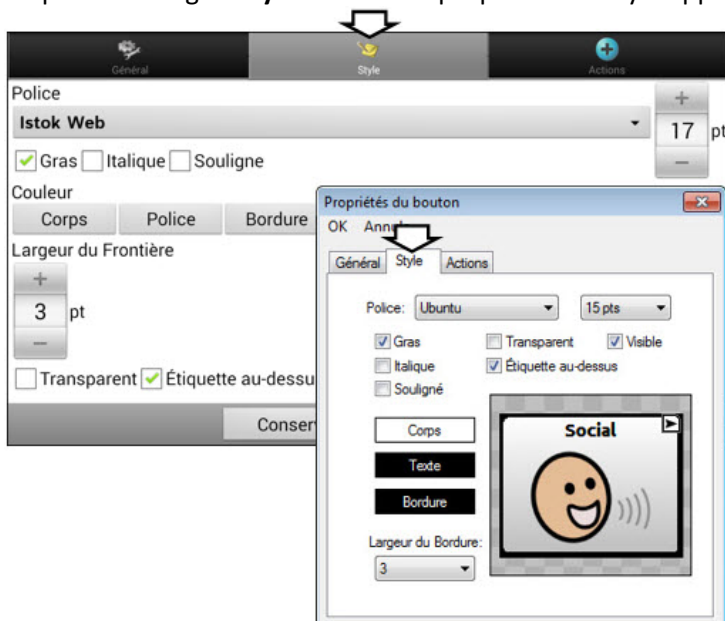 Général Style Actions
Police
Istok Web
17 pt
Gras Italique Souligne
Couleur
Corps Police Bordure
Largeur du Frontière
3 pt
Transparent Étiquette au-dessu
Conser
Propriétés du bouton
OK
Général Style Actions
Police: Ubuntu 15 pts
Gras Transparent Visible
Italique Étiquette au-dessus
Souligné
Corps
Texte
Bordure
Largeur du Bordure:
3
Social